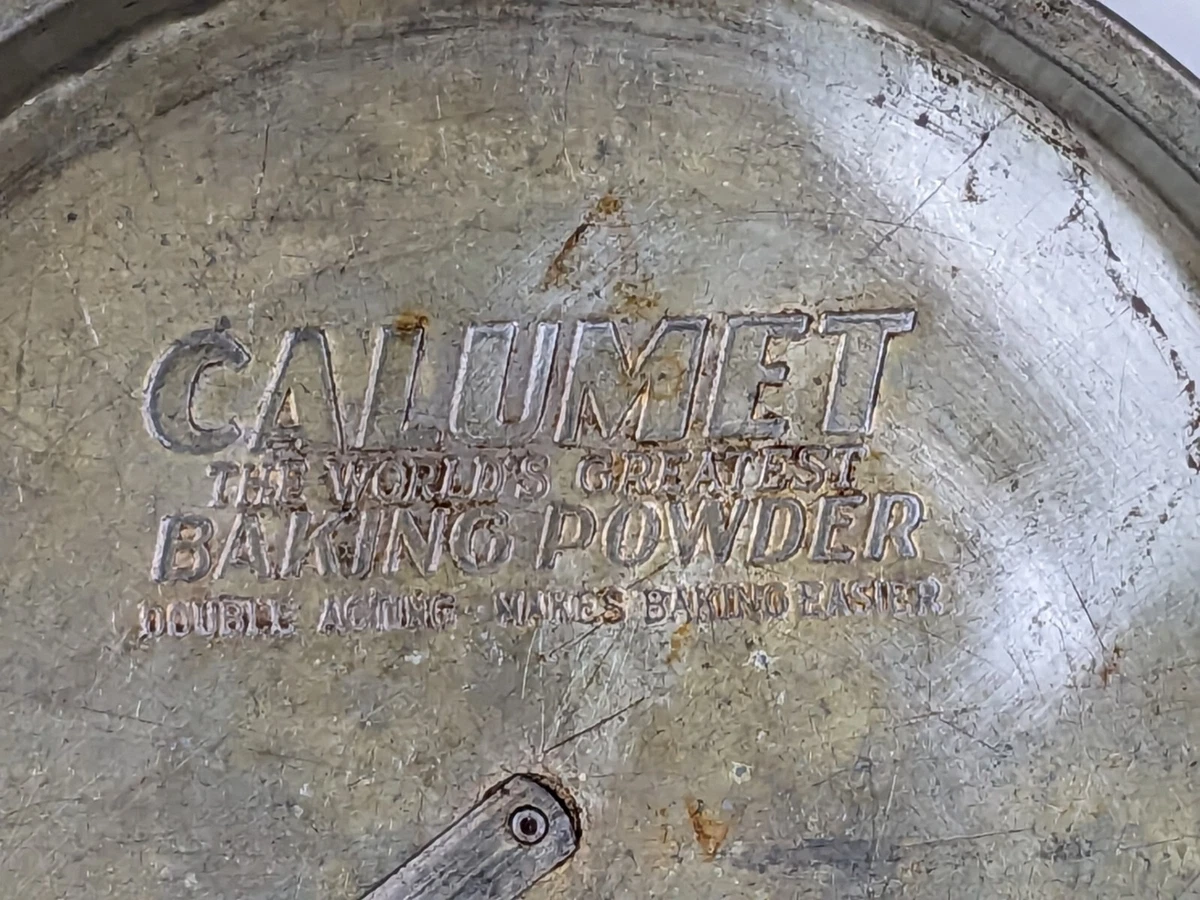 CALUMET
THE WORLD'S GREATEST
BAKING POWDER
DOUBLE ACTING MAKES BAKING EASIER